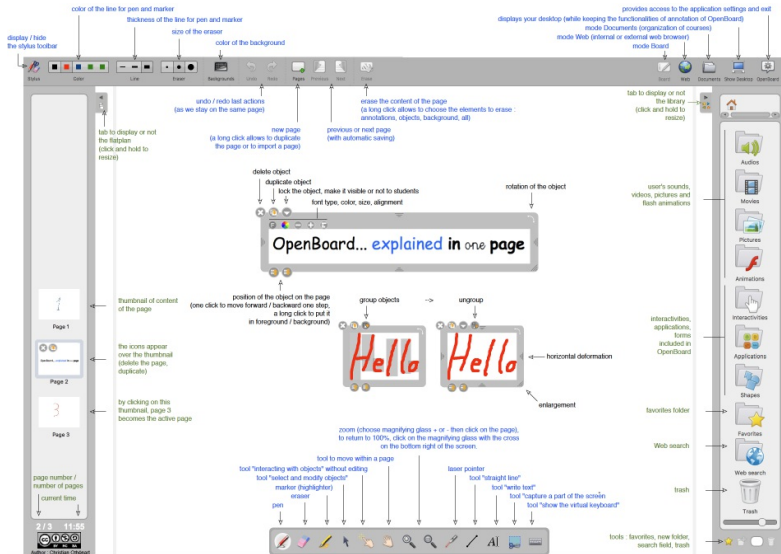 color of the line for pen and marker
thickness of the line for pen and marker
size of the eraser
color of the background
display / hide
the stylus toolbar
provides access to the application settings and exit
displays your desktop (while keeping the functionalities of annotation of OpenBoard)
mode Documents (organization of courses)
mode Web (internal or external web browser)
mode Board
Stylus
Color
Line
Eraser
Backgrounds
Undo
Redo
Pages
Previous
Next
Erase
Board
Web
Documents
Show Desktop
OpenBoard
undo / redo last actions
(as we stay on the same page)
new page
(a long click allows to duplicate
the page or to import a page)
previous or next page
(with automatic saving)
erase the content of the page
(a long click allows to choose the elements to erase :
annotations, objects, background, all)
tab to display or not
the flatplan
(click and hold to
resize)
tab to display or not
the library
(click and hold to
resize)
delete object
duplicate object
lock the object, make it visible or not to students
font type, color, size, alignment
rotation of the object
OpenBoard... explained in one page
position of the object on the page
(one click to move forward / backward one step,
a long click to put it
in foreground / background)
group objects
ungroup
Hello
Hello
horizontal deformation
enlargement
thumbnail of content
of the page
Page 1
the icons appear
over the thumbnail
(delete the page,
duplicate)
OpenBoard... explained in one page
Page 2
by clicking on this
thumbnail, page 3
becomes the active page
3
Page 3
page number /
number of pages
current time
2 / 3 11:55
Author : Christian Oppikofer
user's sounds,
videos, pictures and
flash animations
Audios
Movies
Pictures
Animations
interactivities,
applications,
forms
included in
OpenBoard
Interactivities
Applications
Shapes
favorites folder
Favorites
Web search
Web search
trash
Trash
tools : favorites, new folder,
search field, trash
zoom (choose magnifying glass + or - then click on the page),
to return to 100%, click on the magnifying glass with the cross
on the bottom right of the screen.
tool to move within a page
tool "interacting with objects" without editing
tool "select and modify objects"
marker (highlighter)
eraser
pen
laser pointer
tool "straight line"
tool "write text"
tool "capture a part of the screen"
tool "show the virtual keyboard"